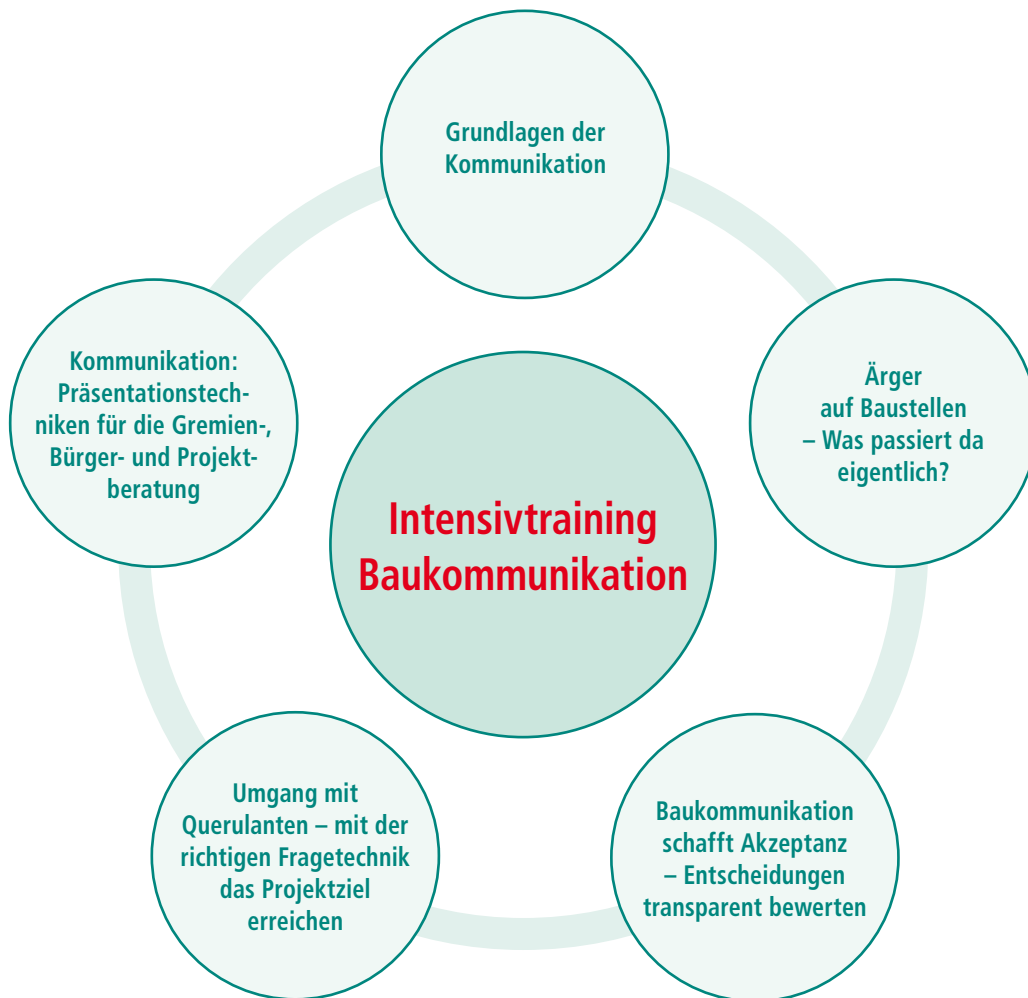 Grundlagen der
Kommunikation
Kommunikation:
Präsentationstech-
niken für die Gremien-,
Bürger- und Projekt-
beratung
Ärger
auf Baustellen
– Was passiert da
eigentlich?
Intensivtraining
Baukommunikation
Umgang mit
Querulanten – mit der
richtigen Fragetechnik
das Projektziel
erreichen
Baukommunikation
schafft Akzeptanz
– Entscheidungen
transparent bewerten